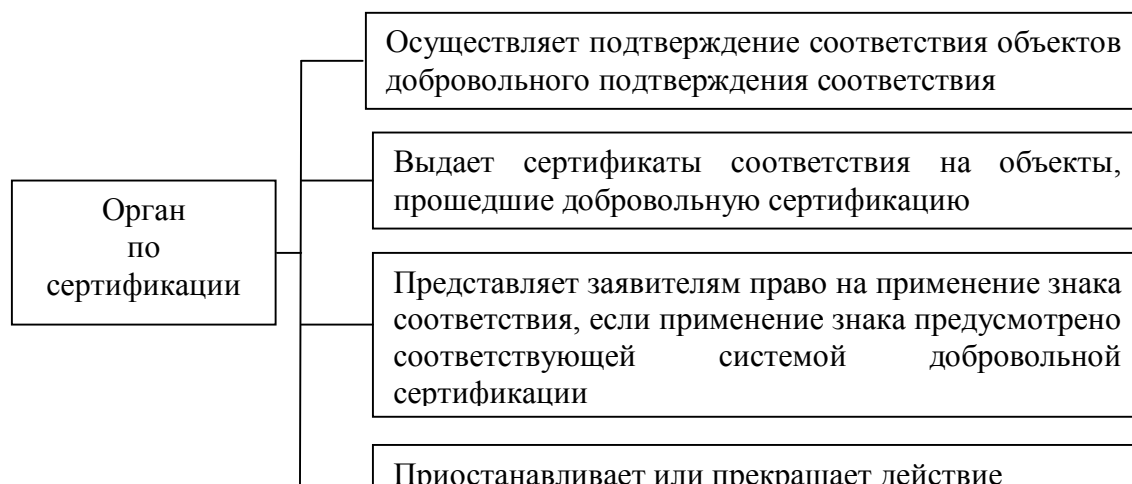 Осуществляет подтверждение соответствия объектов
добровольного подтверждения соответствия
Выдает сертификаты соответствия на объекты,
прошедшие добровольную сертификацию
Орган
по
сертификации
Представляет заявителям право на применение знака
соответствия, если применение знака предусмотрено
соответствующей системой добровольной
сертификации
Приостанавливает или прекращает действие